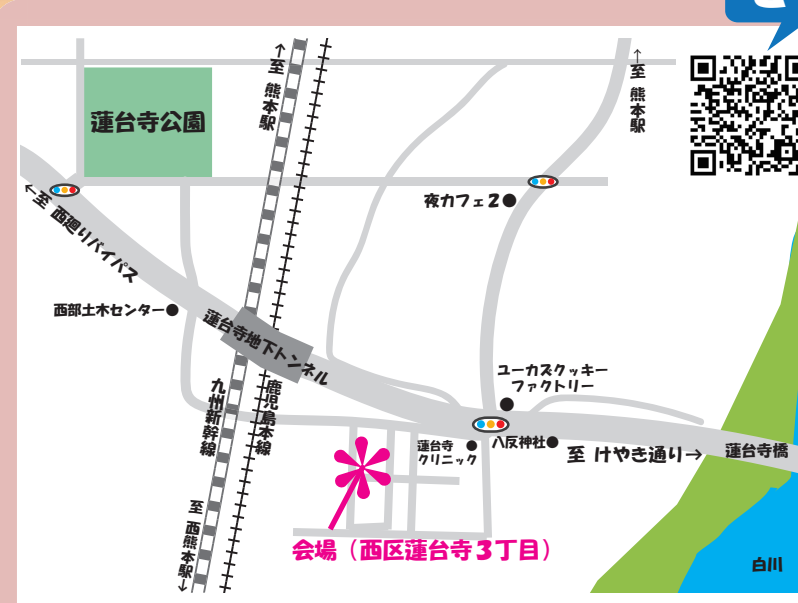 ↑至 熊本駅
↑至 熊本駅
蓮台寺公園
夜カフェ2●
←至 西廻りバイパス
西部土木センター●
蓮台寺地下トンネル
九州新幹線
鹿児島本線
ユーカズクッキー
ファクトリー
蓮台寺
クリニック
八反神社●
至 けやき通り→
蓮台寺橋
至 西熊本駅↓
会場(西区蓮台寺3丁目)
白川